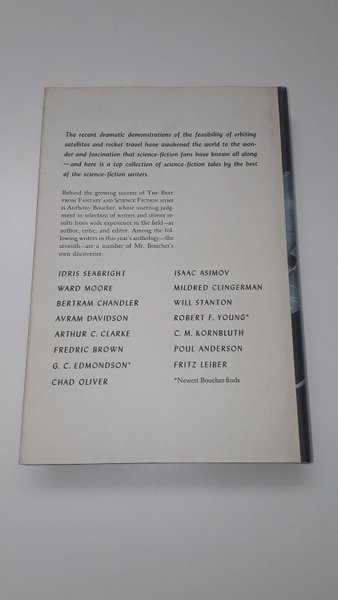 The recent dramatic demonstrations of the feasibility of orbiting
satellites and rocket travel have awakened the world to the won-
der and fascination that science-fiction fans have known all along
—and here is a top collection of science-fiction tales by the best
of the science-fiction writers.
Behind the growing success of THE BEST
FROM FANTASY AND SCIENCE FICTION series
is Anthony Boucher, whose unerring judg-
ment in selection of writers and stories re-
sults from wide experience in the field—as
author, critic, and editor. Among the fol-
lowing writers in this year's anthology—the
seventh—are a number of Mr. Boucher's
own discoveries:
IDRIS SEABRIGHT
WARD MOORE
BERTRAM CHANDLER
AVRAM DAVIDSON
ARTHUR C. CLARKE
FREDRIC BROWN
G. C. EDMONDSON*
CHAD OLIVER
ISAAC ASIMOV
MILDRED CLINGERMAN
WILL STANTON
ROBERT F. YOUNG*
C. M. KORNBLUTH
POUL ANDERSON
FRITZ LEIBER
*Newest Boucher finds